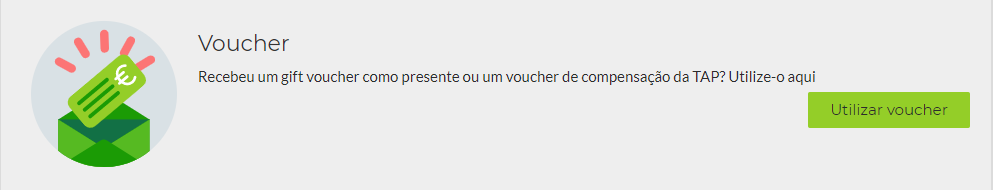 Voucher
€
Recebeu um gift voucher como presente ou um voucher de compensação da TAP? Utilize-o aqui
Utilizar voucher